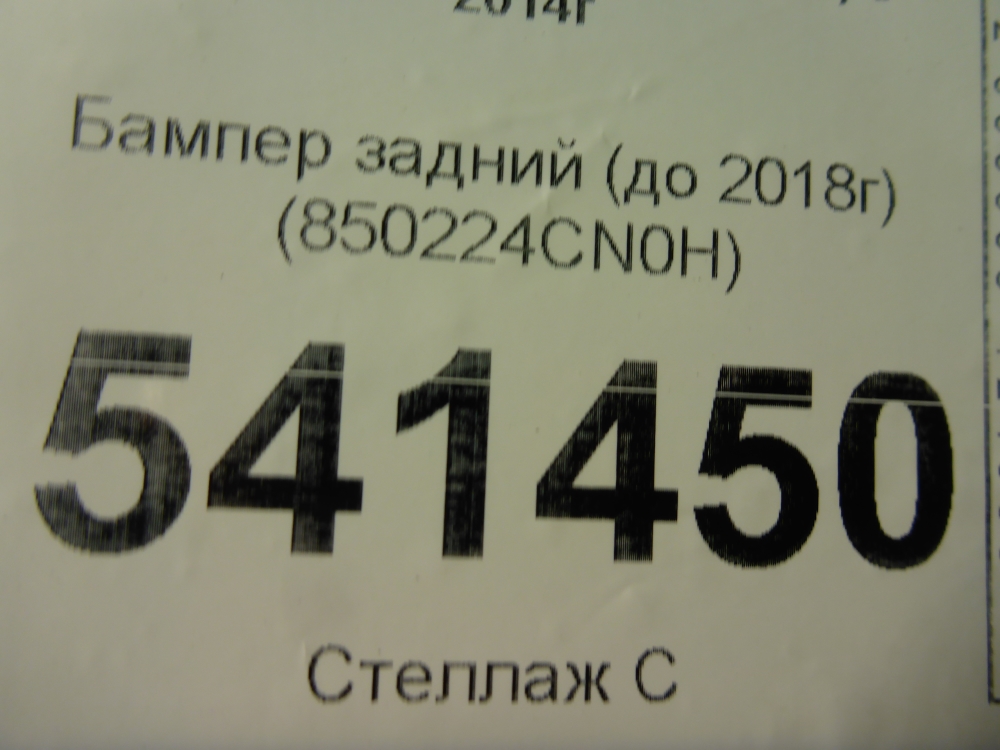 2014г
Бампер задний (до 2018г)
(850224CN0H)
541450
Стеллаж С